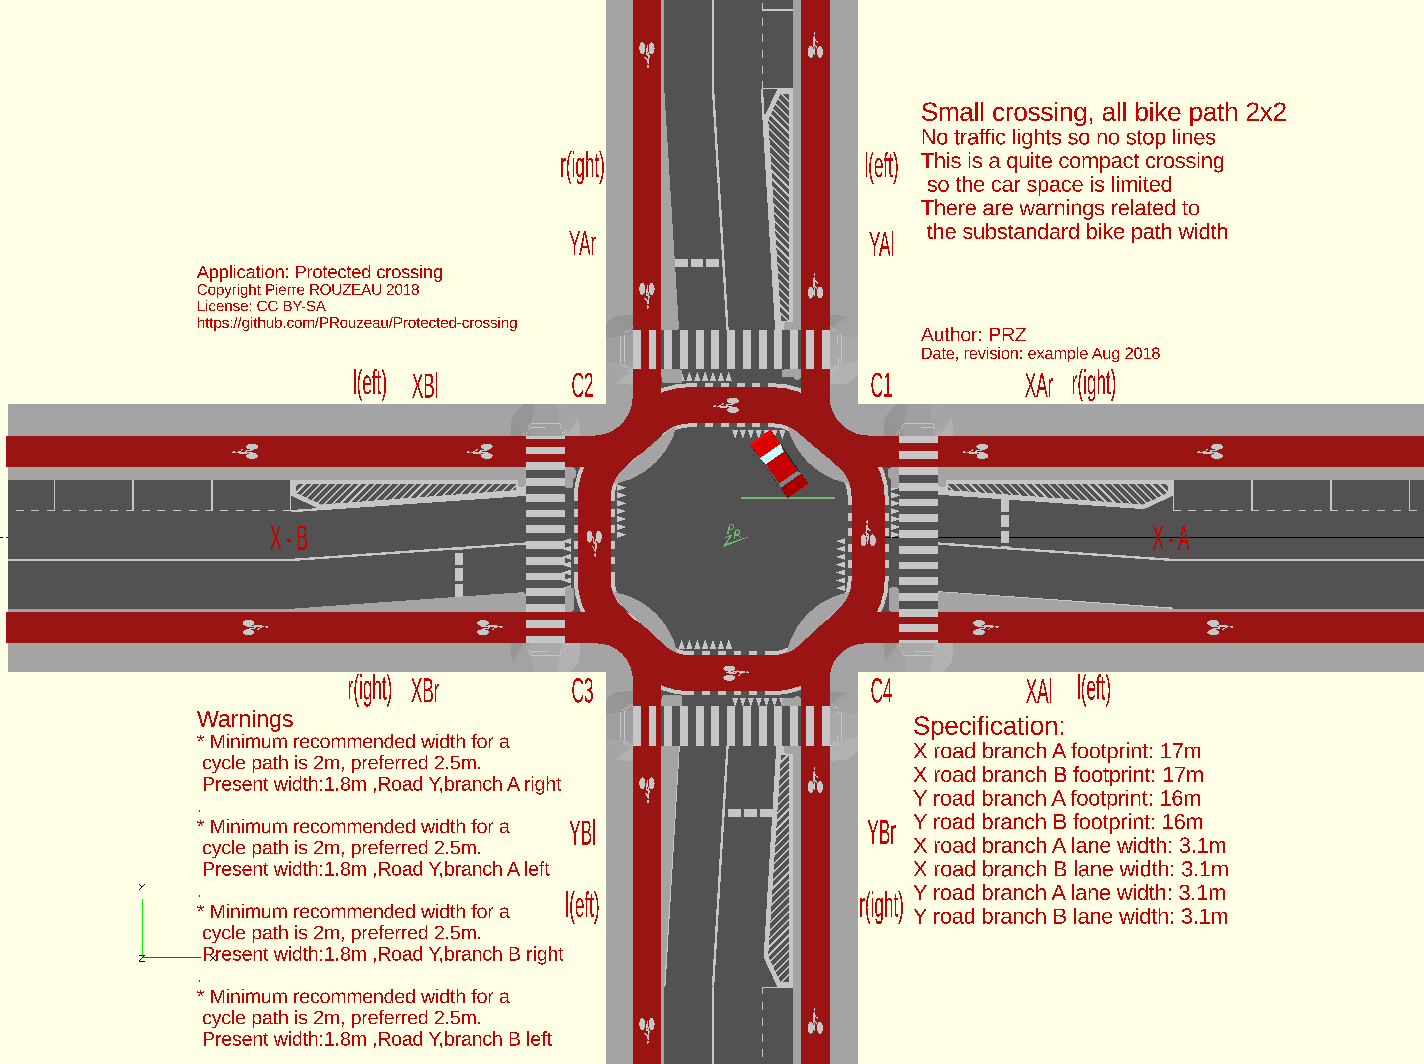 Small crossing, all bike path 2x2
No traffic lights so no stop lines
This is a quite compact crossing
so the car space is limited
There are warnings related to
the substandard bike path width
r(ight)
l(left)
YAr
YAl
Application: Protected crossing
Copyright Pierre ROUZEAU 2018
License: CC BY-SA
https://github.com/PRouzeau/Protected-crossing
Author: PRZ
Date, revision: example Aug 2018
l(eft)
XBl
C2
C1
XAr
r(ight)
X - B
X - A
r(ight)
XBr
C3
C4
XAl
l(eft)
Warnings
* Minimum recommended width for a
cycle path is 2m, preferred 2.5m.
Present width:1.8m ,Road Y,branch A right
.
* Minimum recommended width for a
cycle path is 2m, preferred 2.5m.
Present width:1.8m ,Road Y,branch A left
.
* Minimum recommended width for a
cycle path is 2m, preferred 2.5m.
Present width:1.8m ,Road Y,branch B right
.
* Minimum recommended width for a
cycle path is 2m, preferred 2.5m.
Present width:1.8m ,Road Y,branch B left
YBl
YBr
l(eft)
r(ight)
Specification:
X road branch A footprint: 17m
X road branch B footprint: 17m
Y road branch A footprint: 16m
Y road branch B footprint: 16m
X road branch A lane width: 3.1m
X road branch B lane width: 3.1m
Y road branch A lane width: 3.1m
Y road branch B lane width: 3.1m
Y
Z
X